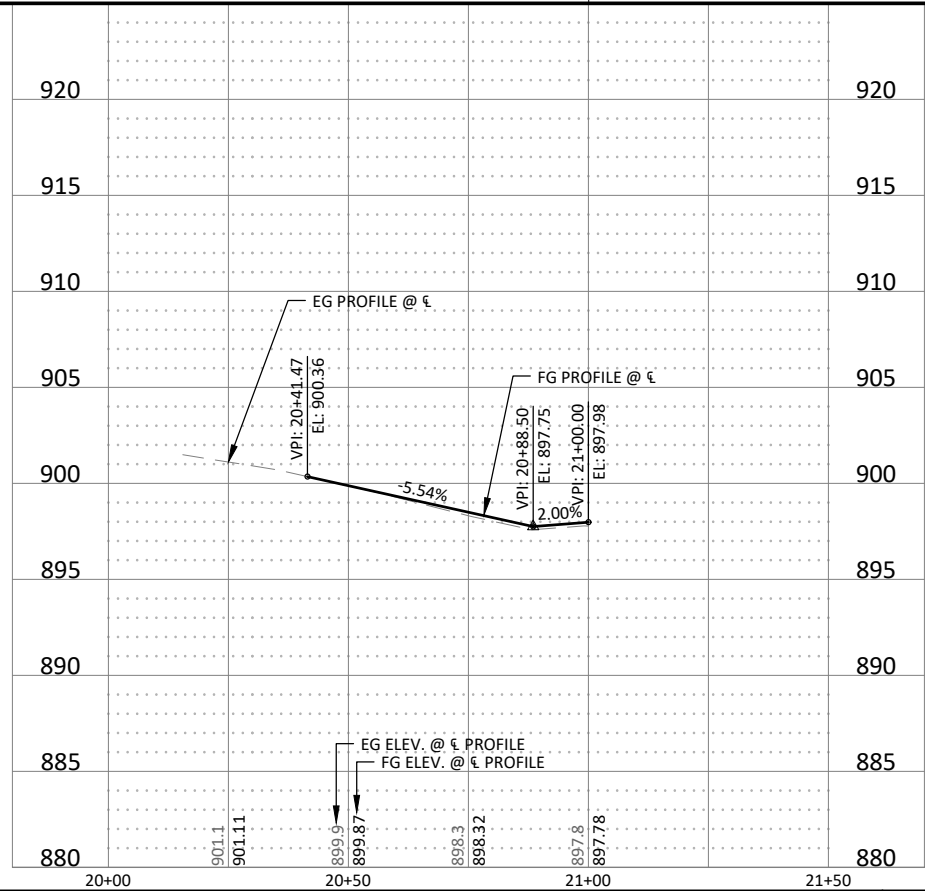 920 920
915 915
910 910
EG PROFILE @ ℄
905 905
VPI: 20+41.47
EL: 900.36
FG PROFILE @ ℄
VPI: 20+88.50
EL: 897.75
VPI: 21+00.00
EL: 897.98
900 900
-5.54%
2.00%
895 895
890 890
885 885
EG ELEV. @ ℄ PROFILE
FG ELEV. @ ℄ PROFILE
880 880
901.1
901.11
899.9
899.87
898.3
898.32
897.8
897.78
20+00 20+50 21+00 21+50